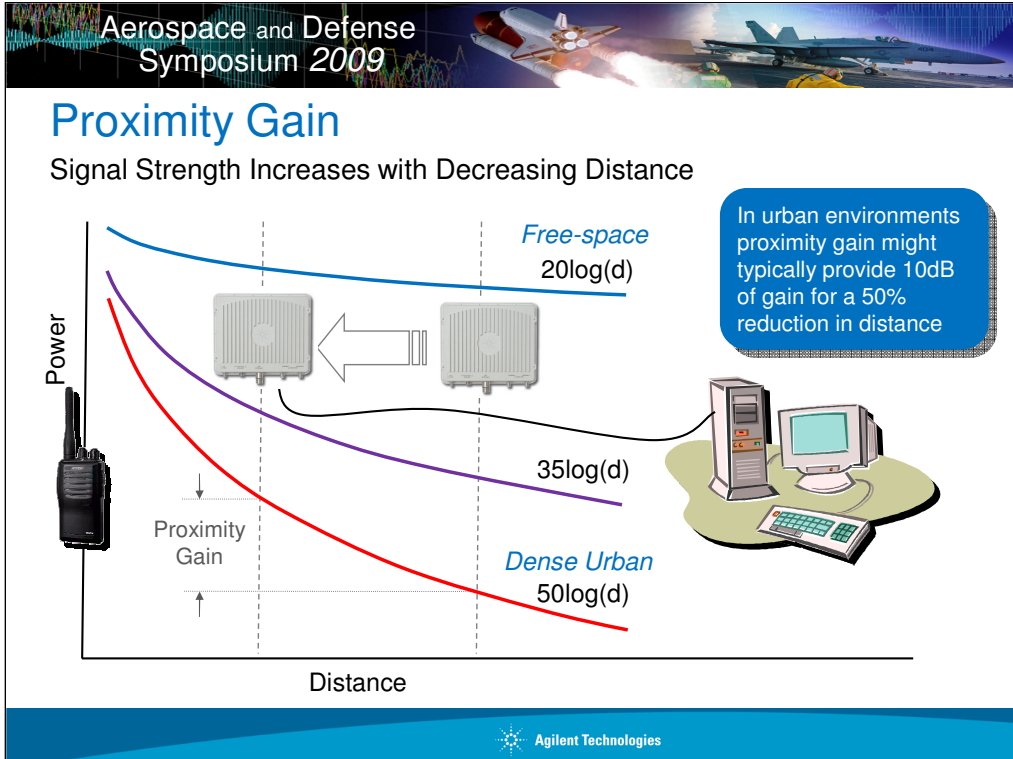 Aerospace and Defense
Symposium 2009
Proximity Gain
Signal Strength Increases with Decreasing Distance
In urban environments
proximity gain might
typically provide 10dB
of gain for a 50%
reduction in distance
Free-space
20log(d)
Power
35log(d)
Proximity
Gain
Dense Urban
50log(d)
Distance
Agilent Technologies